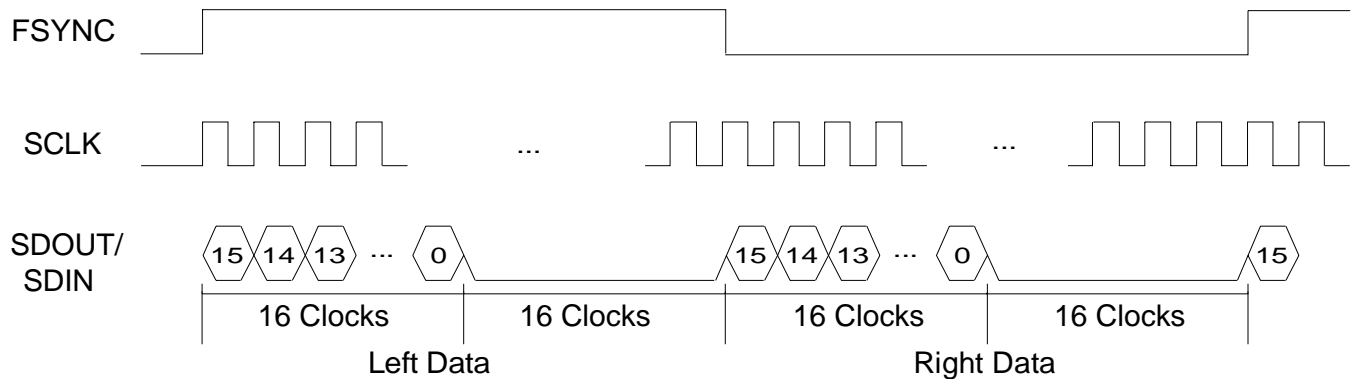 FSYNC
SCLK
... ...
SDOUT/
SDIN
15 14 13 ... 0 15 14 13 ... 0 15
16 Clocks 16 Clocks 16 Clocks 16 Clocks
Left Data Right Data